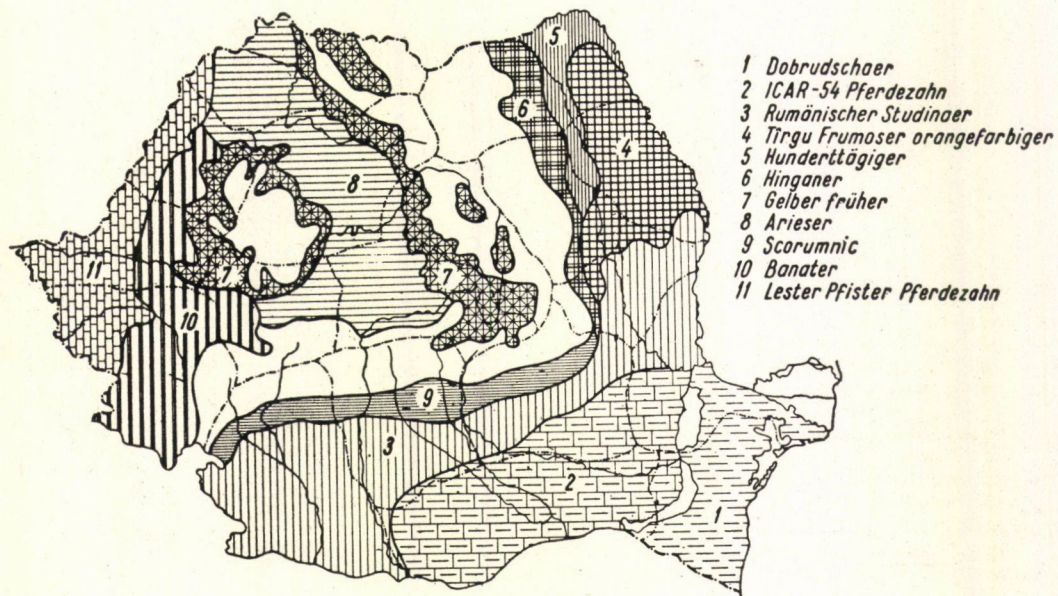 1 Dobrudschaer
2 ICAR-54 Pferdezahn
3 Rumänischer Studinaer
4 Tîrgu Frumoser orangefarbiger
5 Hunderttägiger
6 Hinganer
7 Gelber früher
8 Arieser
9 Scorumnic
10 Banater
11 Lester Pfister Pferdezahn
5
6
4
8
7
11
7
10
9
3
2
1